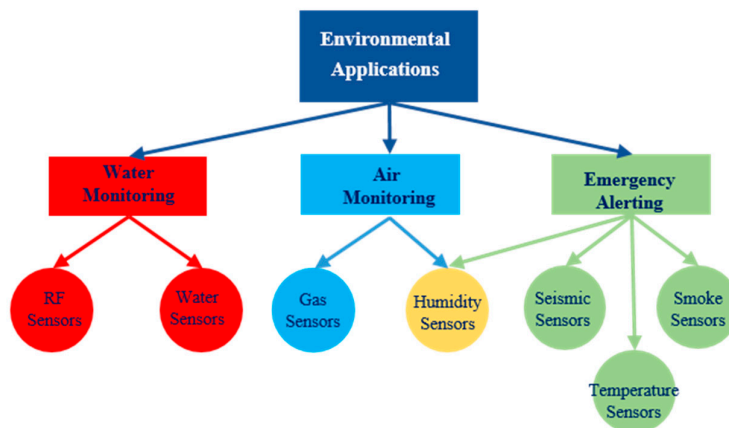 Environmental
Applications
Water
Monitoring
Air
Monitoring
Emergency
Alerting
RF
Sensors
Water
Sensors
Gas
Sensors
Humidity
Sensors
Seismic
Sensors
Smoke
Sensors
Temperature
Sensors